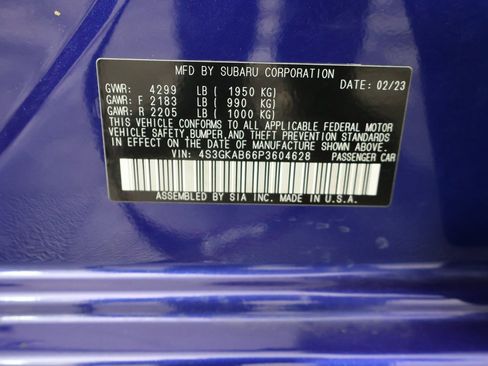 MFD BY SUBARU CORPORATION
DATE: 02/23
GVWR: 4299 LB ( 1950 KG)
GAWR: F 2183 LB ( 990 KG)
GAWR: R 2205 LB ( 1000 KG)
THIS VEHICLE CONFORMS TO ALL APPLICABLE FEDERAL MOTOR
VEHICLE SAFETY,BUMPER,AND THEFT PREVENTION STANDARDS
IN EFFECT ON THE DATE OF MANUFACTURE SHOWN ABOVE.
VIN: 4S3GKAB66P3604628 PASSENGER CAR
ASSEMBLED BY SIA INC. MADE IN U.S.A.